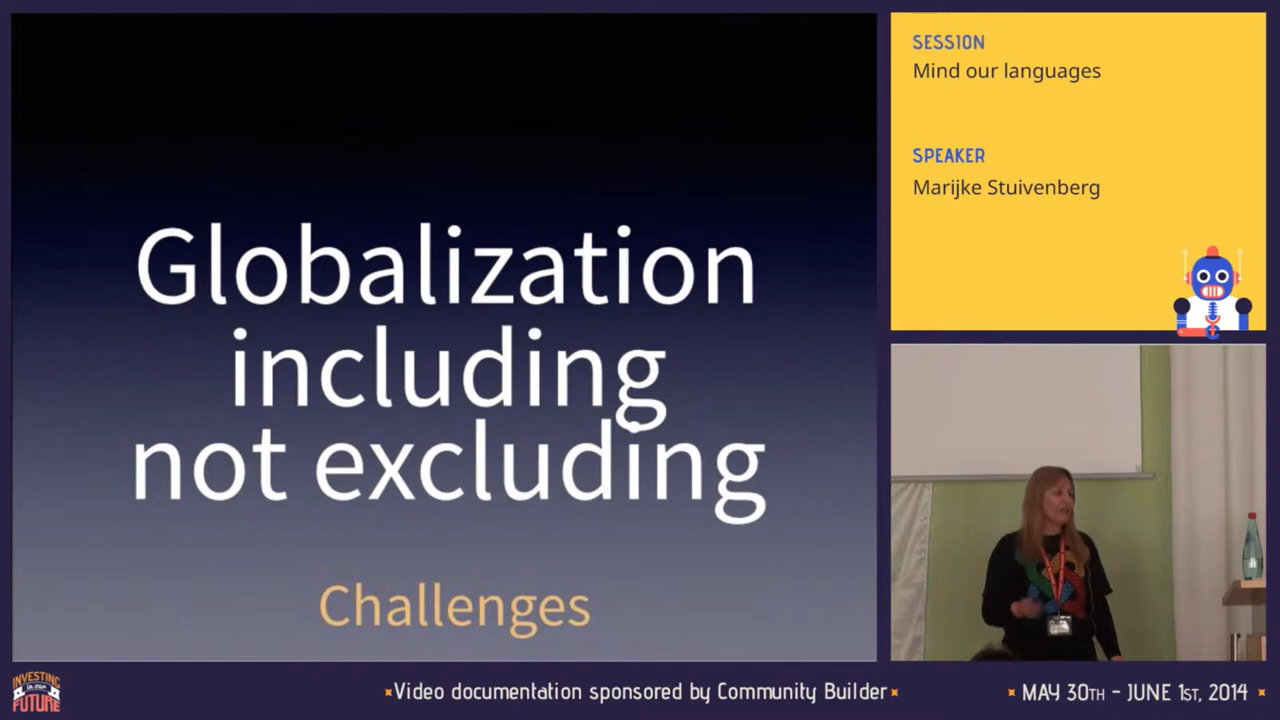 Globalization
including
not excluding
Challenges
SESSION
Mind our languages
SPEAKER
Marijke Stuivenberg
INVESTING
in our
FUTURE
Video documentation sponsored by Community Builder
MAY 30TH - JUNE 1ST, 2014